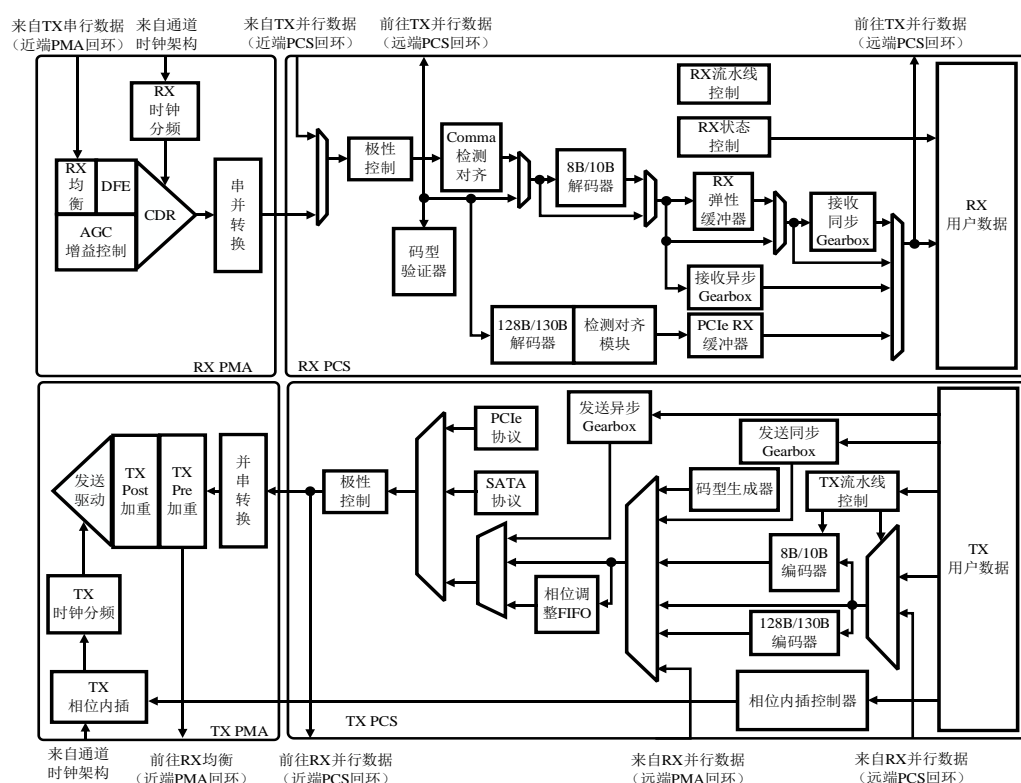 来自TX串行数据
（近端PMA回环）
来自通道
时钟架构
来自TX并行数据
（近端PCS回环）
前往TX并行数据
（远端PCS回环）
前往TX并行数据
（远端PCS回环）
RX
时钟
分频
RX
均
衡
DFE
AGC
增益控制
CDR
串
并
转
换
RX PMA
极性
控制
Comma
检测
对齐
码型
验证器
8B/10B
解码器
RX流水线
控制
RX状态
控制
RX
弹性
缓冲器
接收
同步
Gearbox
接收异步
Gearbox
128B/130B
解码器
检测对齐
模块
PCIe RX
缓冲器
RX
用户数据
RX PCS
发送
驱动
TX
Post
加重
TX
Pre
加重
并
串
转
换
TX
时钟分频
TX
相位内插
TX PMA
极性
控制
PCIe
协议
SATA
协议
发送异步
Gearbox
发送同步
Gearbox
码型生成器
TX流水线
控制
8B/10B
编码器
相位调
整FIFO
128B/130B
编码器
相位内插控制器
TX
用户数据
TX PCS
来自通道
时钟架构
前往RX均衡
（近端PMA回环）
前往RX并行数据
（近端PCS回环）
来自RX并行数据
（远端PMA回环）
来自RX并行数据
（远端PCS回环）